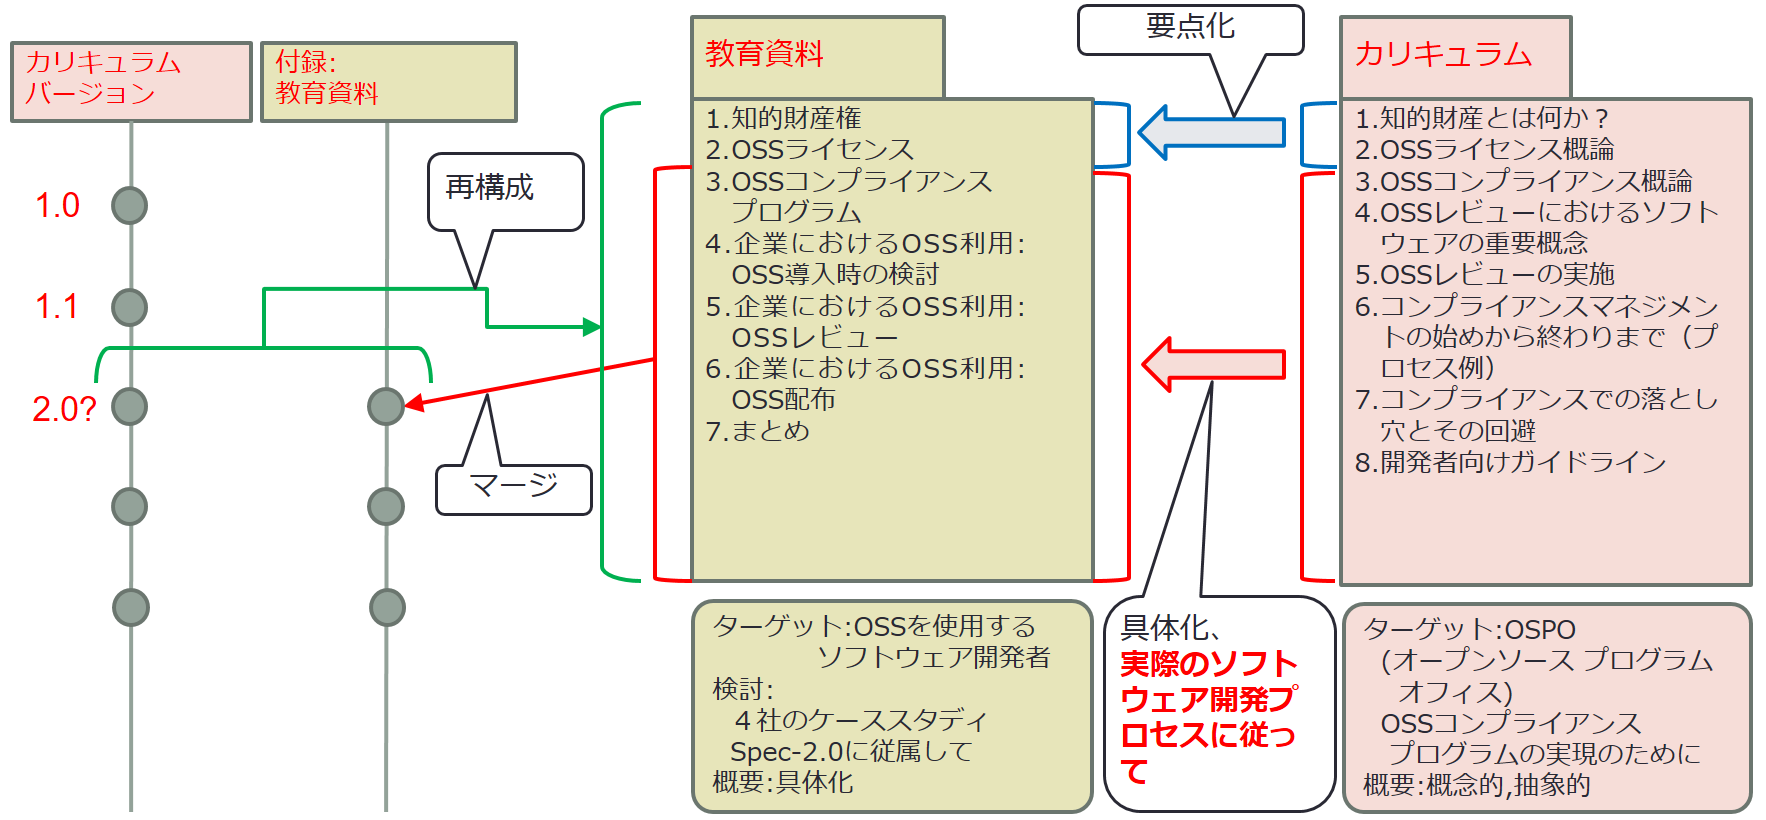 カリキュラム
バージョン
付録:
教育資料
1.0
1.1
2.0?
再構成
マージ
教育資料
1.知的財産権
2.OSSライセンス
3.OSSコンプライアンス
プログラム
4.企業におけるOSS利用:
OSS導入時の検討
5.企業におけるOSS利用:
OSSレビュー
6.企業におけるOSS利用:
OSS配布
7.まとめ
ターゲット:OSSを使用する
ソフトウェア開発者
検討:
４社のケーススタディ
Spec-2.0に従属して
概要:具体化
要点化
具体化、
実際のソフト
ウェア開発プ
ロセスに従っ
て
カリキュラム
1.知的財産とは何か？
2.OSSライセンス概論
3.OSSコンプライアンス概論
4.OSSレビューにおけるソフト
ウェアの重要概念
5.OSSレビューの実施
6.コンプライアンスマネジメン
トの始めから終わりまで（プ
ロセス例）
7.コンプライアンスでの落とし
穴とその回避
8.開発者向けガイドライン
ターゲット:OSPO
(オープンソース プログラム
オフィス)
OSSコンプライアンス
プログラムの実現のために
概要:概念的,抽象的